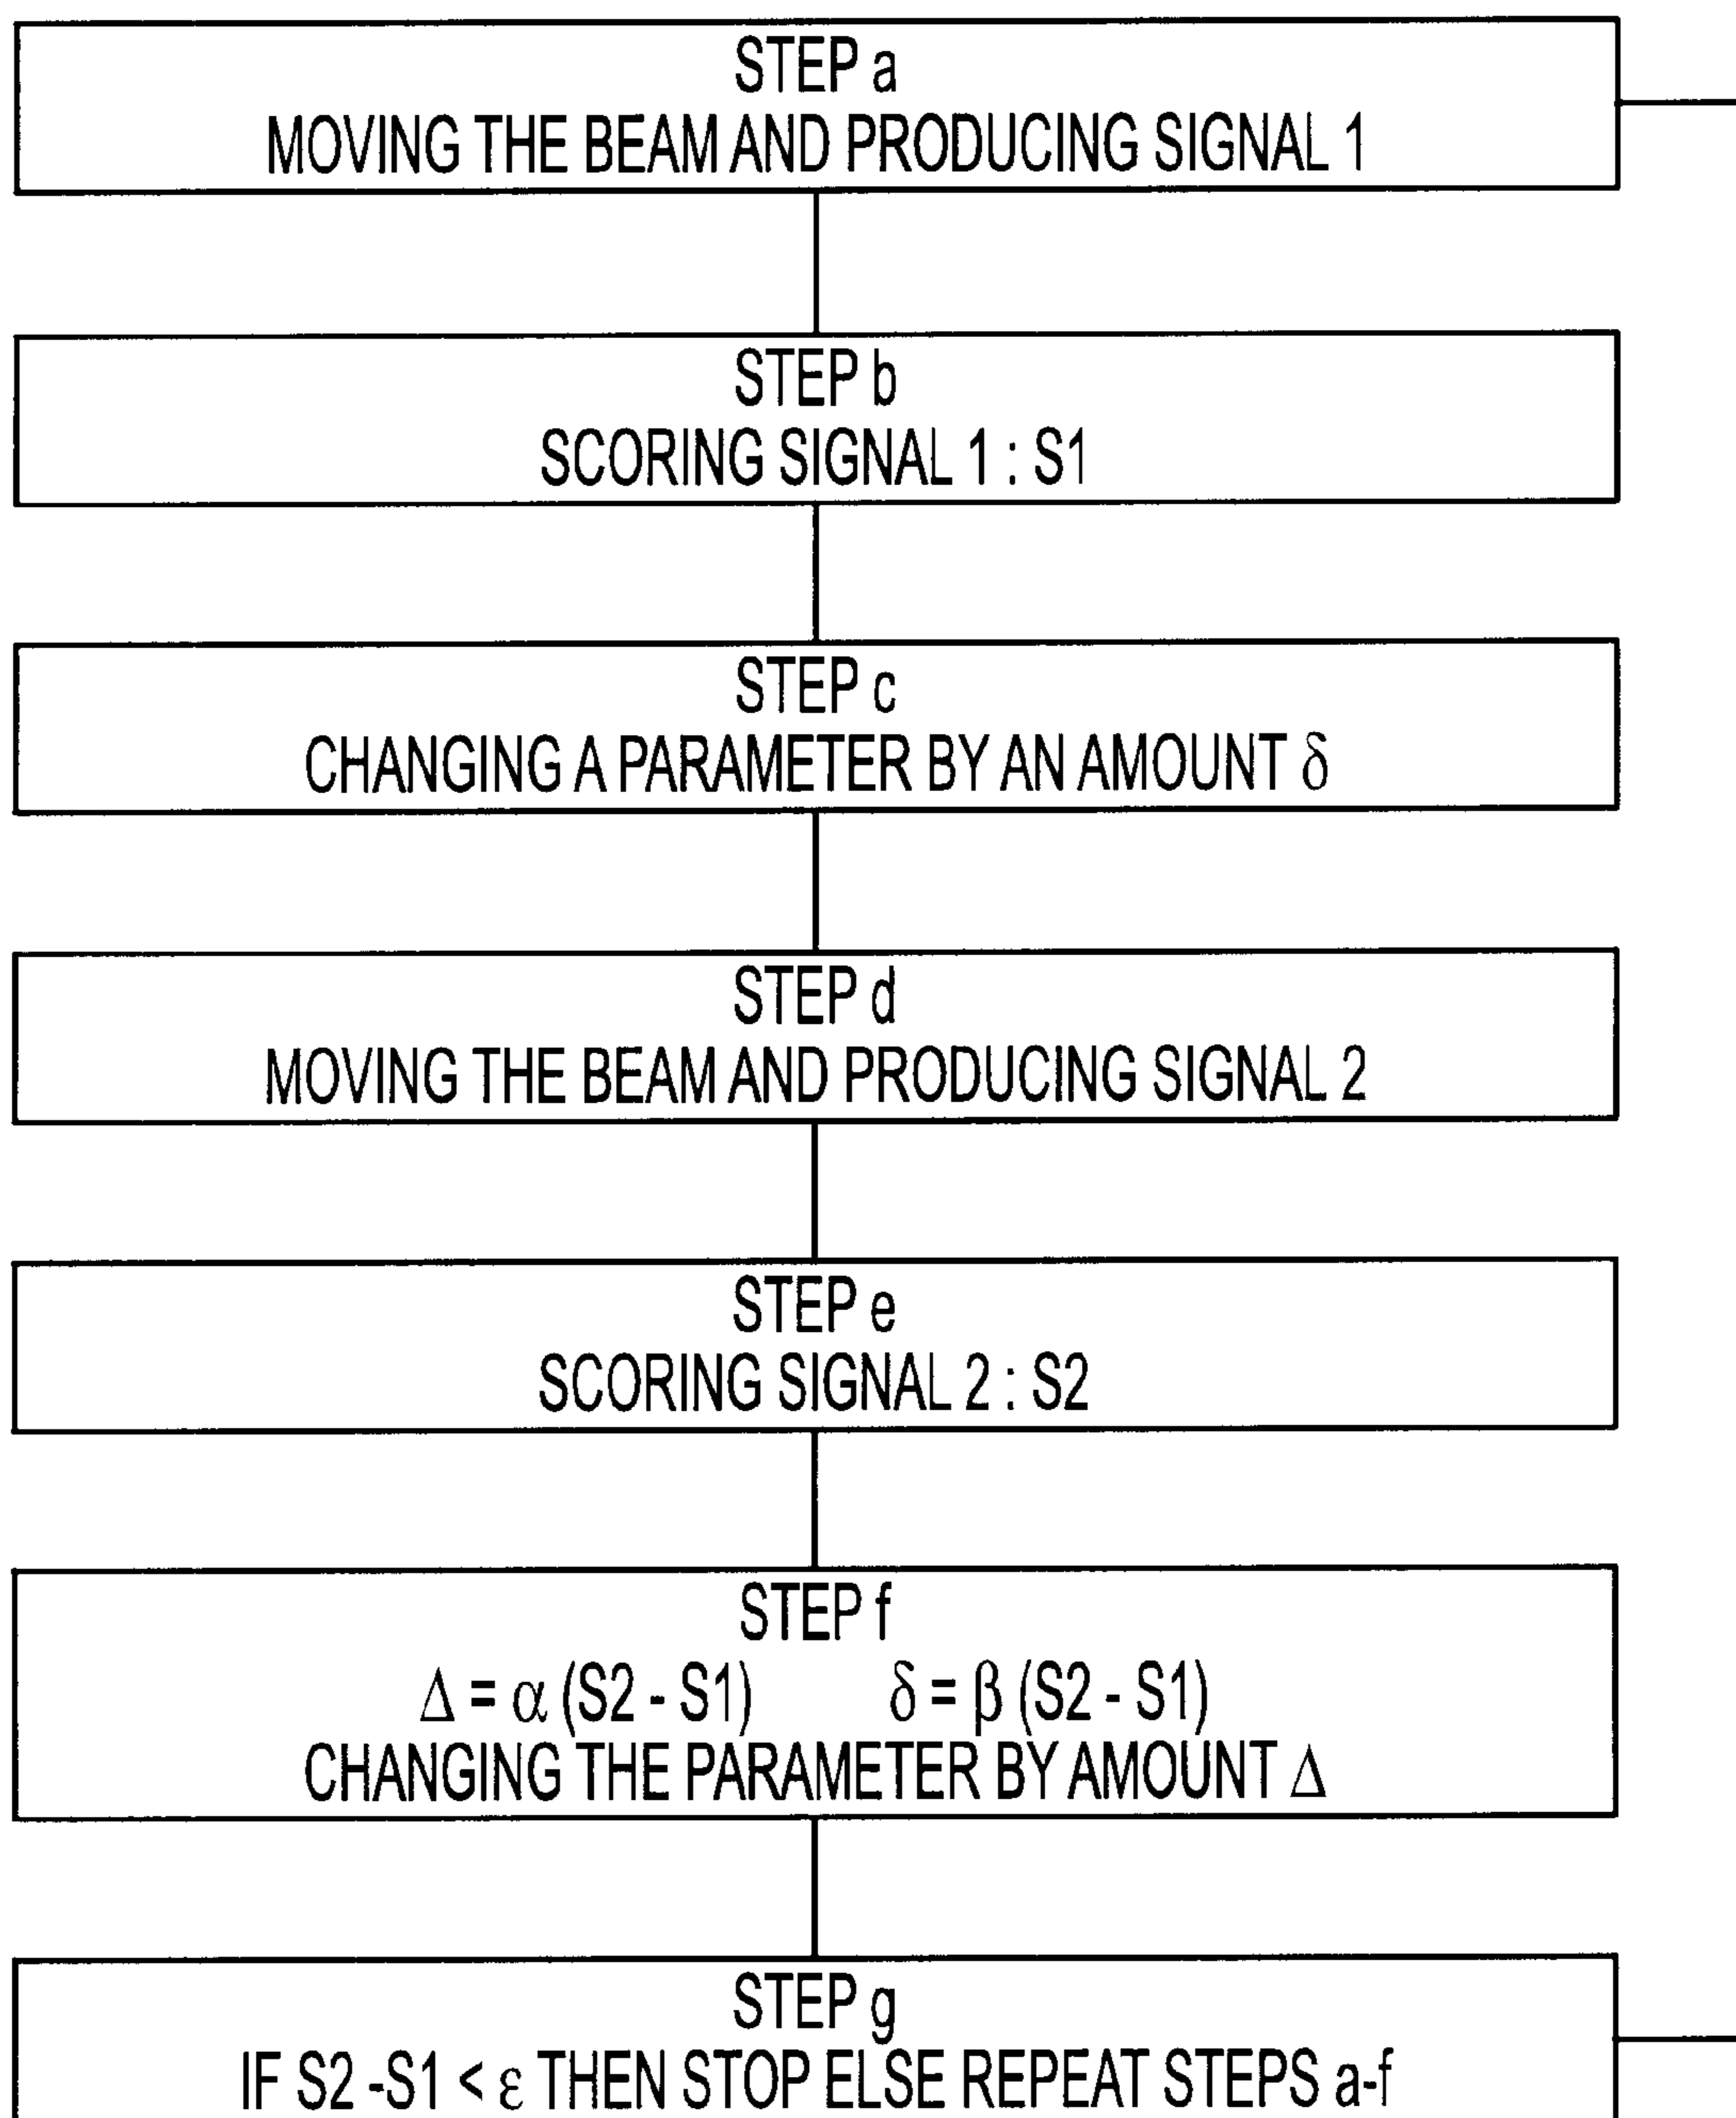 STEP a
MOVING THE BEAM AND PRODUCING SIGNAL 1
STEP b
SCORING SIGNAL 1 : S1
STEP c
CHANGING A PARAMETER BY AN AMOUNT δ
STEP d
MOVING THE BEAM AND PRODUCING SIGNAL 2
STEP e
SCORING SIGNAL 2 : S2
STEP f
Δ = α (S2 - S1) δ = β (S2 - S1)
CHANGING THE PARAMETER BY AMOUNT Δ
STEP g
IF S2 -S1 < ε THEN STOP ELSE REPEAT STEPS a-f